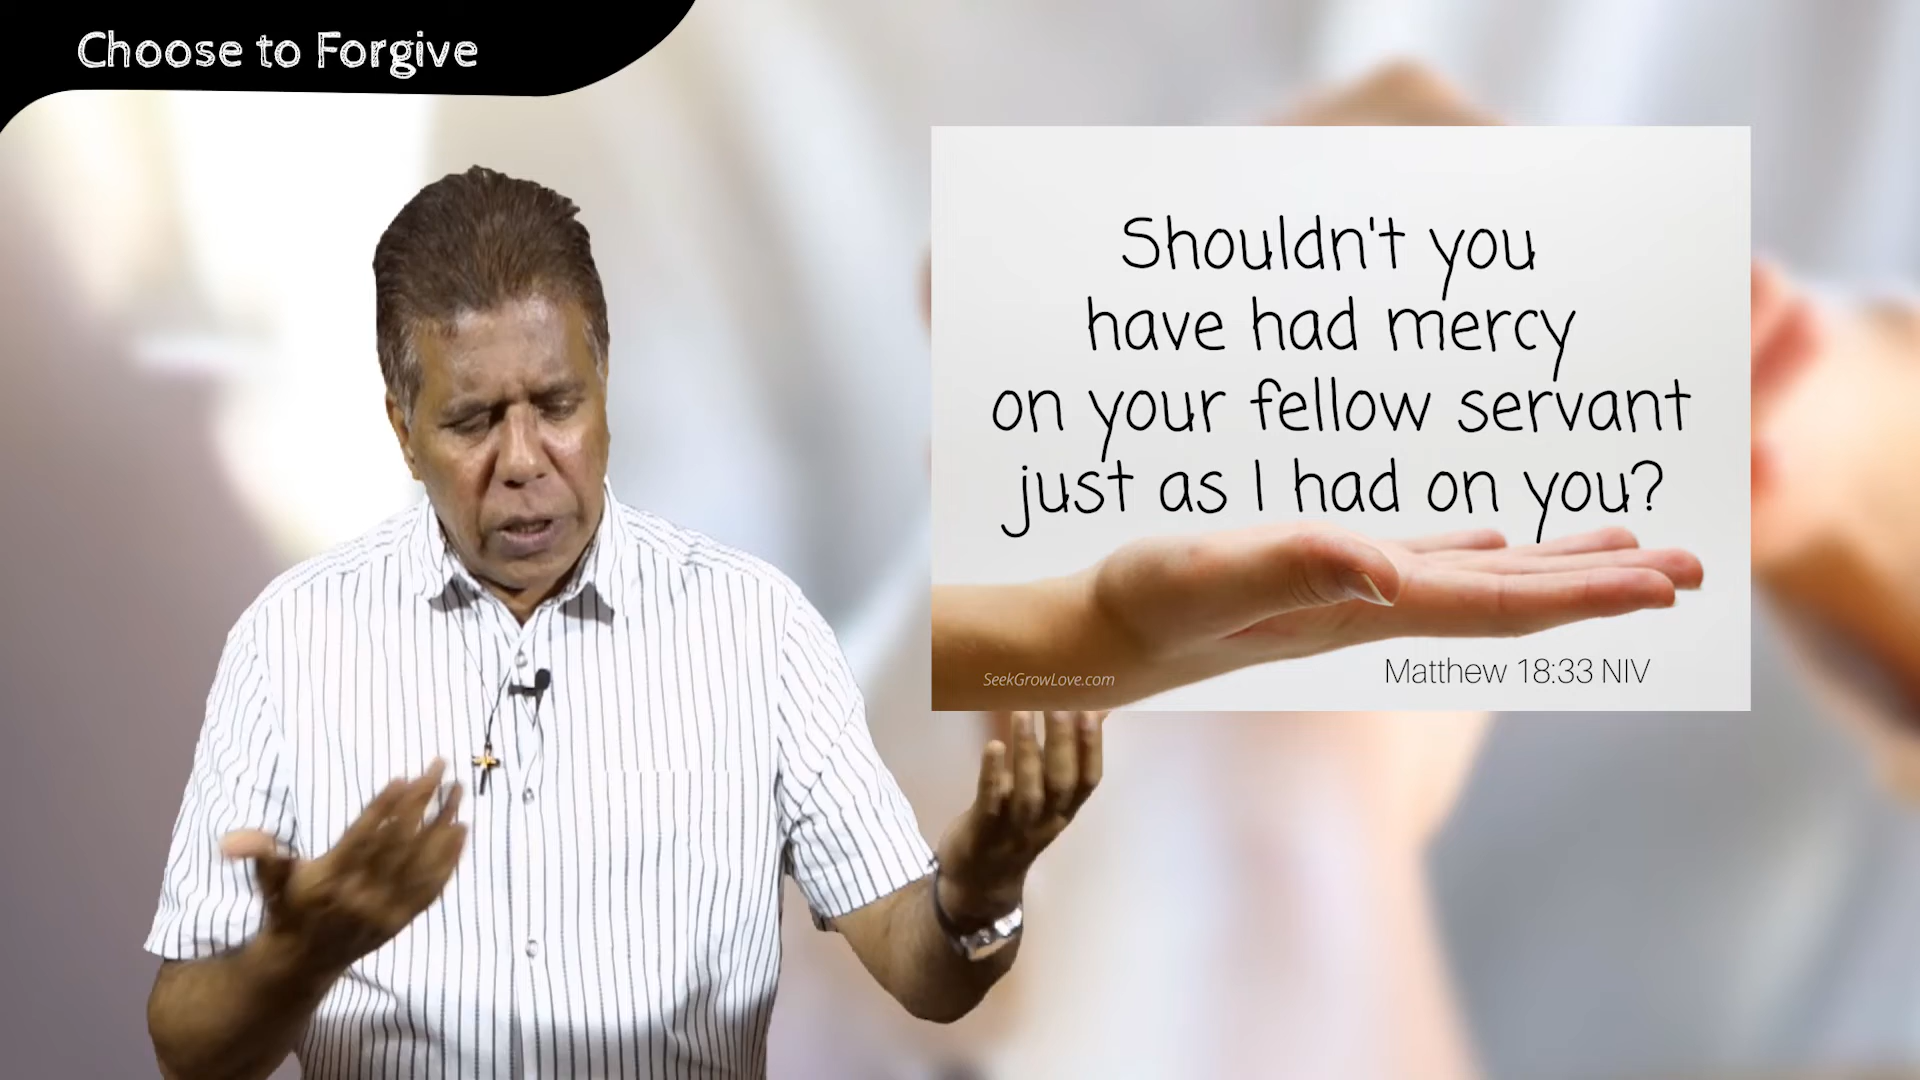 Choose to Forgive
Shouldn't you
have had mercy
on your fellow servant
just as I had on you?
SeekGrowLove.com
Matthew 18:33 NIV